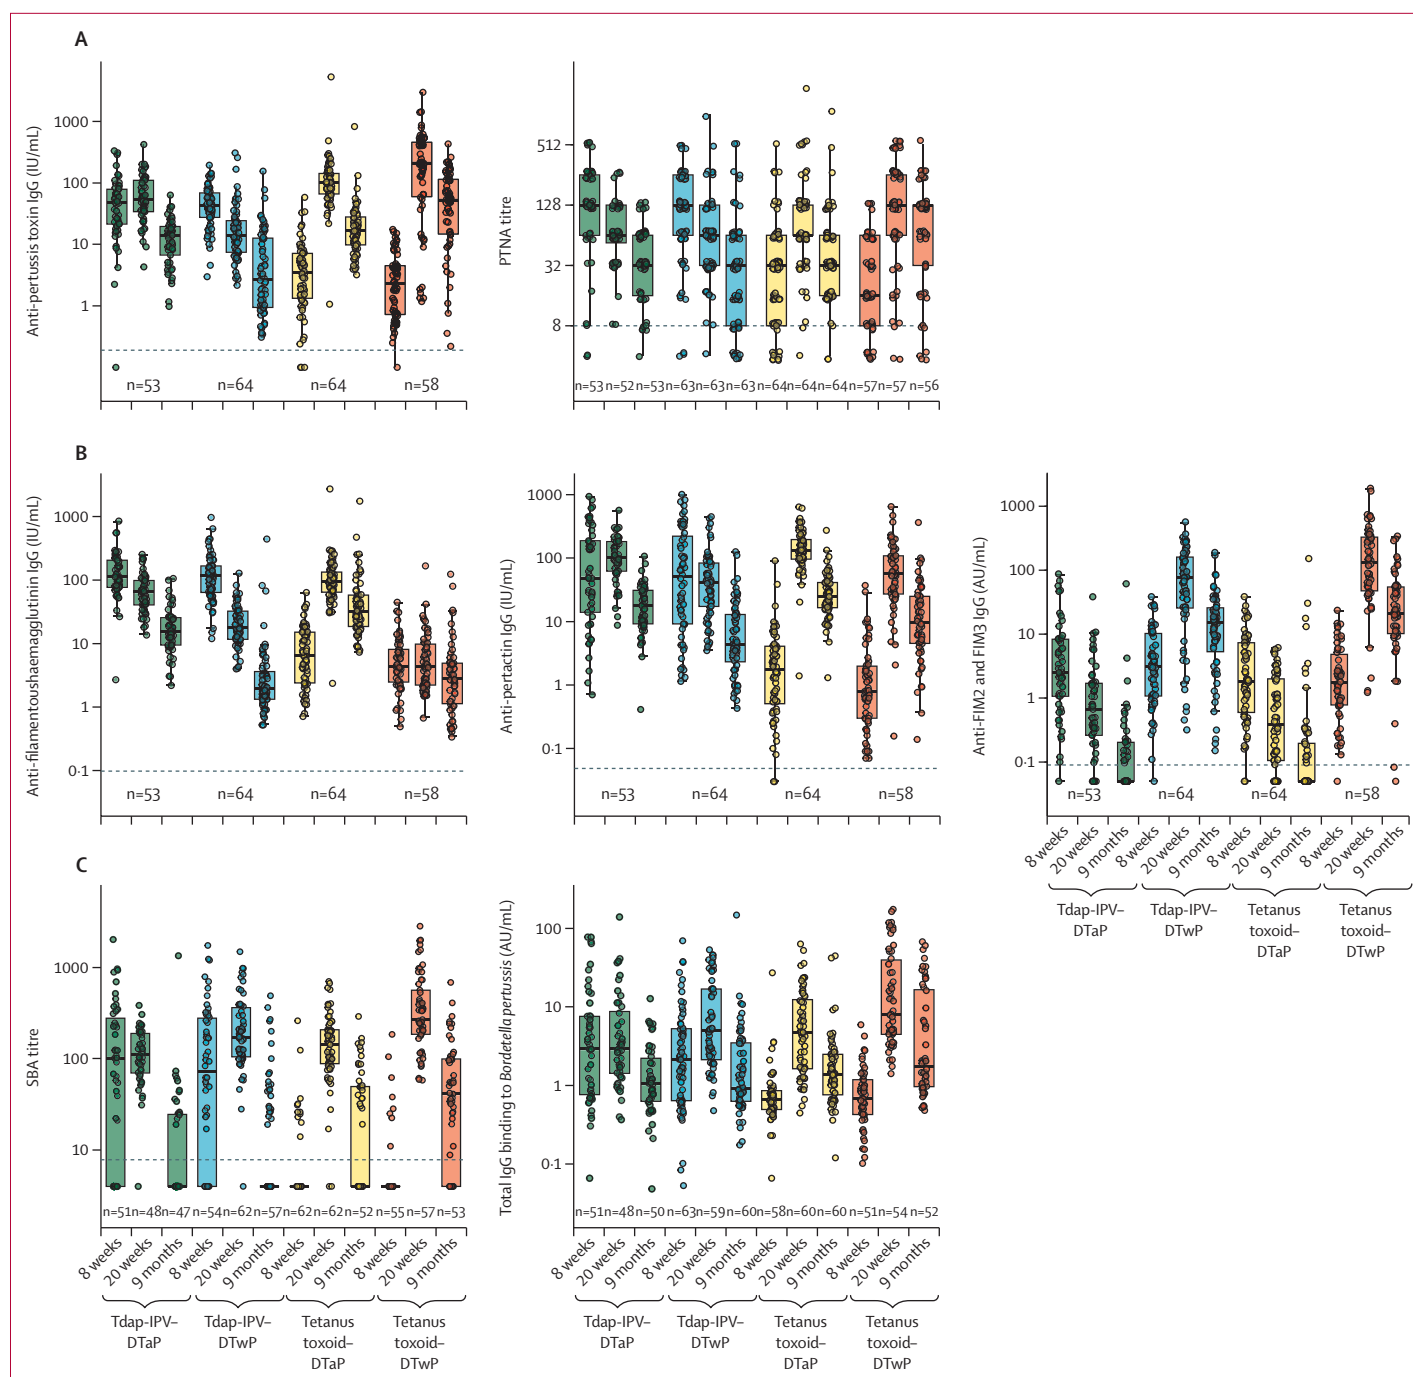 A
Anti-pertussis toxin IgG (IU/mL)
1000
100
10
1
n=53
n=64
n=64
n=58
PTNA titre
512
128
32
8
n=53 n=52 n=53 n=63 n=63 n=63 n=64 n=64 n=64 n=57 n=57 n=56
B
Anti-filamentoushaemagglutinin IgG (IU/mL)
1000
100
10
1
0·1
n=53
n=64
n=64
n=58
Anti-pertactin IgG (IU/mL)
1000
100
10
1
0·1
n=53
n=64
n=64
n=58
Anti-FIM2 and FIM3 IgG (AU/mL)
1000
100
10
1
0·1
n=53
n=64
n=64
n=58
8 weeks
20 weeks
9 months
8 weeks
20 weeks
9 months
8 weeks
20 weeks
9 months
8 weeks
20 weeks
9 months
Tdap-IPV–
DTaP
Tdap-IPV–
DTwP
Tetanus
toxoid–
DTaP
Tetanus
toxoid–
DTwP
C
SBA titre
1000
100
10
n=51 n=48 n=47 n=54 n=62 n=57 n=62 n=62 n=52 n=55 n=57 n=53
8 weeks
20 weeks
9 months
8 weeks
20 weeks
9 months
8 weeks
20 weeks
9 months
8 weeks
20 weeks
9 months
Tdap-IPV–
DTaP
Tdap-IPV–
DTwP
Tetanus
toxoid–
DTaP
Tetanus
toxoid–
DTwP
Total IgG binding to Bordetella pertussis (AU/mL)
100
10
1
0·1
n=51 n=48 n=50 n=63 n=59 n=60 n=58 n=60 n=60 n=51 n=54 n=52
8 weeks
20 weeks
9 months
8 weeks
20 weeks
9 months
8 weeks
20 weeks
9 months
8 weeks
20 weeks
9 months
Tdap-IPV–
DTaP
Tdap-IPV–
DTwP
Tetanus
toxoid–
DTaP
Tetanus
toxoid–
DTwP